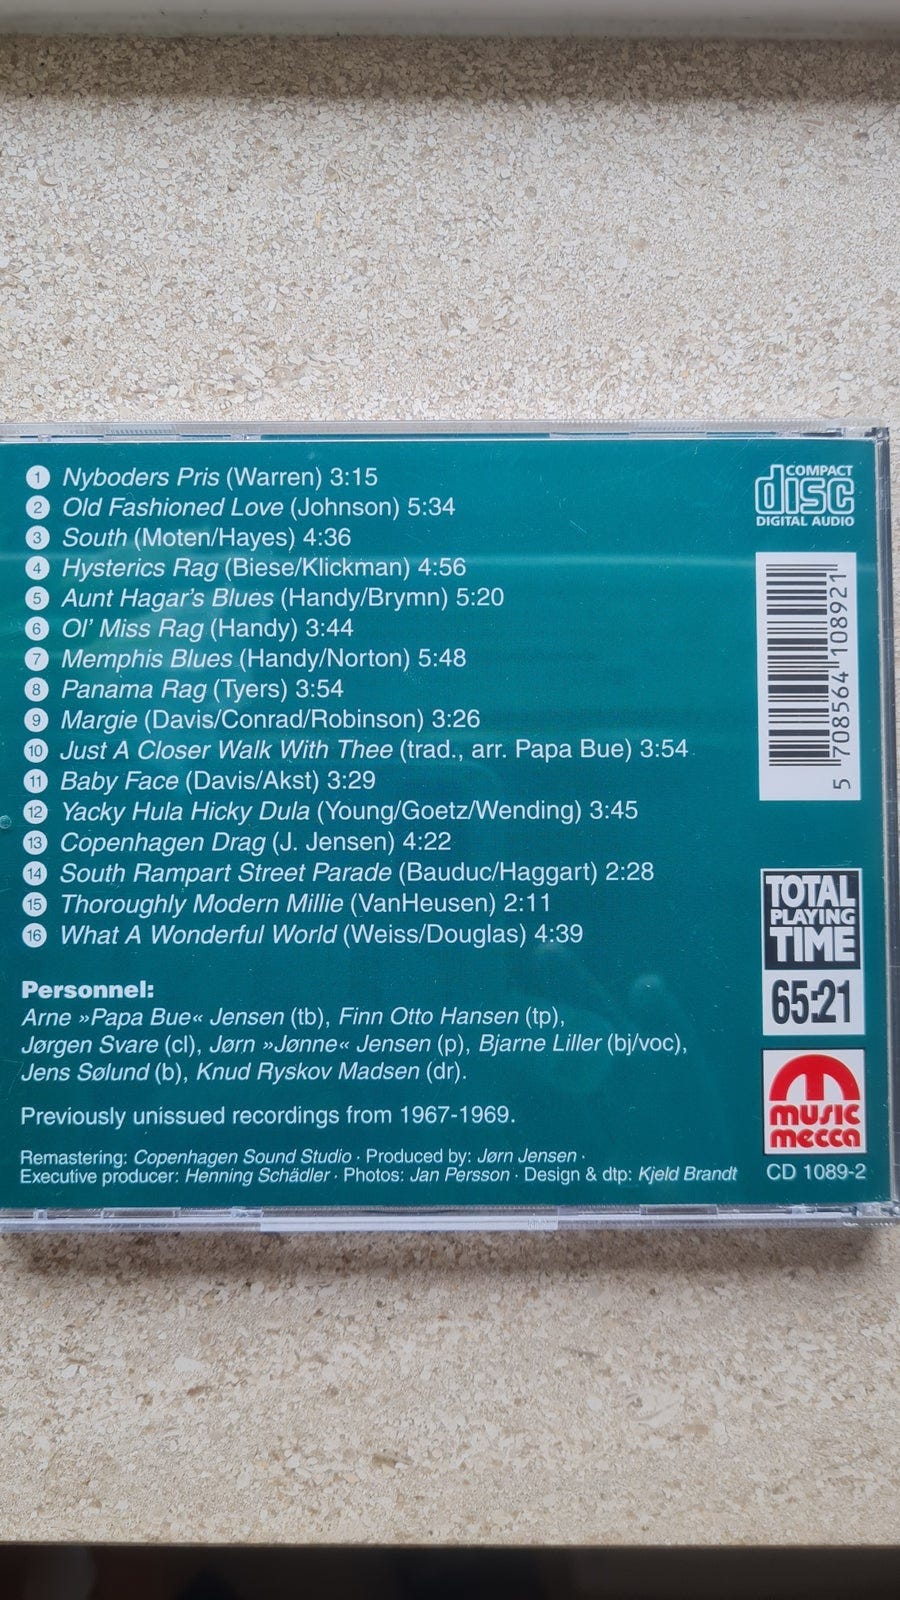 1 Nyboders Pris (Warren) 3:15
2 Old Fashioned Love (Johnson) 5:34
3 South (Moten/Hayes) 4:36
4 Hysterics Rag (Biese/Klickman) 4:56
5 Aunt Hagar's Blues (Handy/Brymn) 5:20
6 Ol' Miss Rag (Handy) 3:44
7 Memphis Blues (Handy/Norton) 5:48
8 Panama Rag (Tyers) 3:54
9 Margie (Davis/Conrad/Robinson) 3:26
10 Just A Closer Walk With Thee (trad., arr. Papa Bue) 3:54
11 Baby Face (Davis/Akst) 3:29
12 Yacky Hula Hicky Dula (Young/Goetz/Wending) 3:45
13 Copenhagen Drag (J. Jensen) 4:22
14 South Rampart Street Parade (Bauduc/Haggart) 2:28
15 Thoroughly Modern Millie (VanHeusen) 2:11
16 What A Wonderful World (Weiss/Douglas) 4:39
Personnel:
Arne »Papa Bue« Jensen (tb), Finn Otto Hansen (tp),
Jørgen Svare (cl), Jørn »Jønne« Jensen (p), Bjarne Liller (bj/voc),
Jens Sølund (b), Knud Ryskov Madsen (dr).
Previously unissued recordings from 1967-1969.
Remastering: Copenhagen Sound Studio · Produced by: Jørn Jensen ·
Executive producer: Henning Schädler · Photos: Jan Persson · Design & dtp: Kjeld Brandt
COMPACT
disc
DIGITAL AUDIO
5 708564 108921
TOTAL
PLAYING
TIME
65:21
music
mecca
CD 1089-2